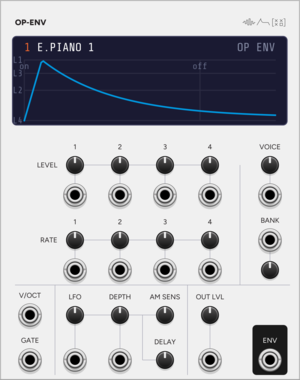 OP-ENV
1 E.PIANO 1 OP ENV
L1
on off
L3
L2
L4
1 2 3 4 VOICE
LEVEL
BANK
1 2 3 4
RATE
V/OCT LFO DEPTH AM SENS OUT LVL
GATE DELAY ENV